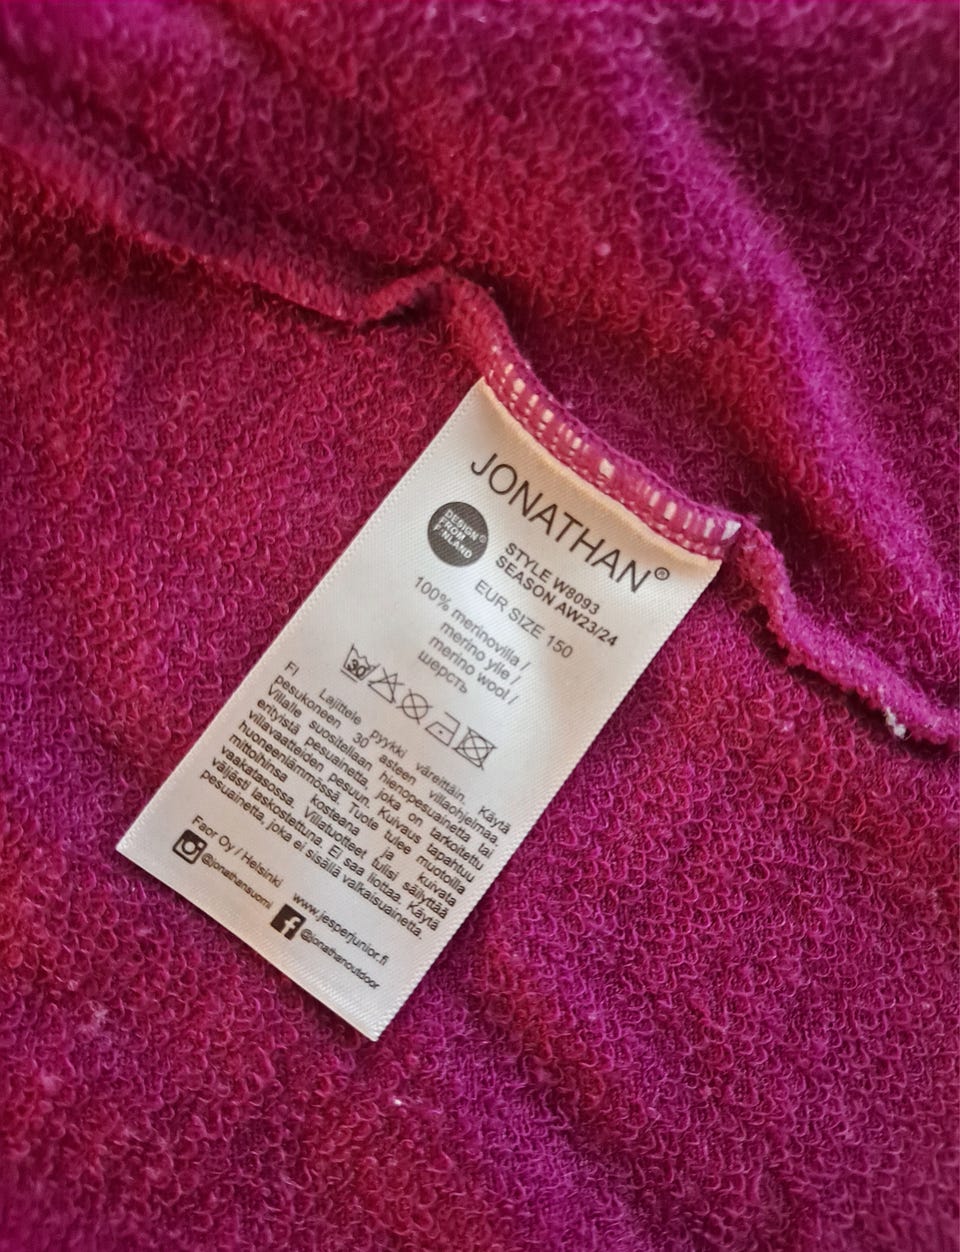 JONATHAN®
DESIGN®
FROM
FINLAND
STYLE W8093
SEASON AW23/24
EUR SIZE 150
100% merinovilla /
merino ylle /
merino wool /
шерсть
30
FI Lajittele pyykki väreittäin. Käytä
pesukoneen 30 asteen villaohjelmaa.
Villalle suositellaan hienopesuainetta tai
erityistä pesuainetta, joka on tarkoitettu
villavaatteiden pesuun. Kuivaus tapahtuu
huoneenlämmössä. Tuote tulee muotoilla
mittoihinsa kosteana ja kuivata
vaakatasossa. Villatuotteet tulisi säilyttää
väljästi laskostettuna. Ei saa liottaa. Käytä
pesuainetta, joka ei sisällä valkaisuainetta.
Faor Oy / Helsinki www.jesperjunior.fi
@jonathansuomi @jonathanoutdoor